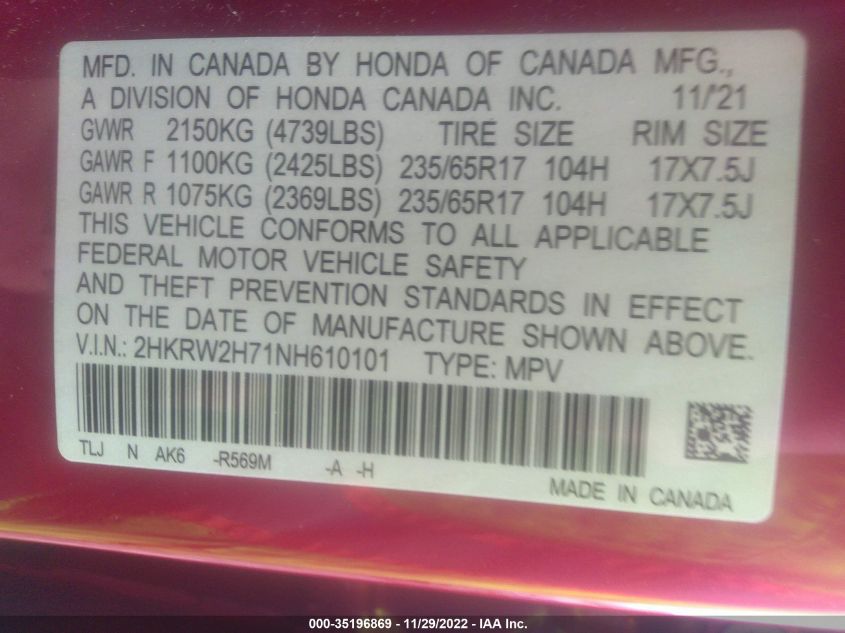 MFD. IN CANADA BY HONDA OF CANADA MFG.,
A DIVISION OF HONDA CANADA INC. 11/'21
GVWR 2150KG (4739LBS) TIRE SIZE RIM SIZE
GAWR F 1100KG (2425LBS) 235/65R17 104H 17X7.5J
GAWR R 1075KG (2369LBS) 235/65R17 104H 17X7.5J
THIS VEHICLE CONFORMS TO ALL APPLICABLE
FEDERAL MOTOR VEHICLE SAFETY
AND THEFT PREVENTION STANDARDS IN EFFECT
ON THE DATE OF MANUFACTURE SHOWN ABOVE.
V.I.N.: 2HKRW2H71NH610101 TYPE: MPV
TLJ N AK6 -R569M -A -H
MADE IN CANADA
000-35196869 - 11/29/2022 - IAA Inc.